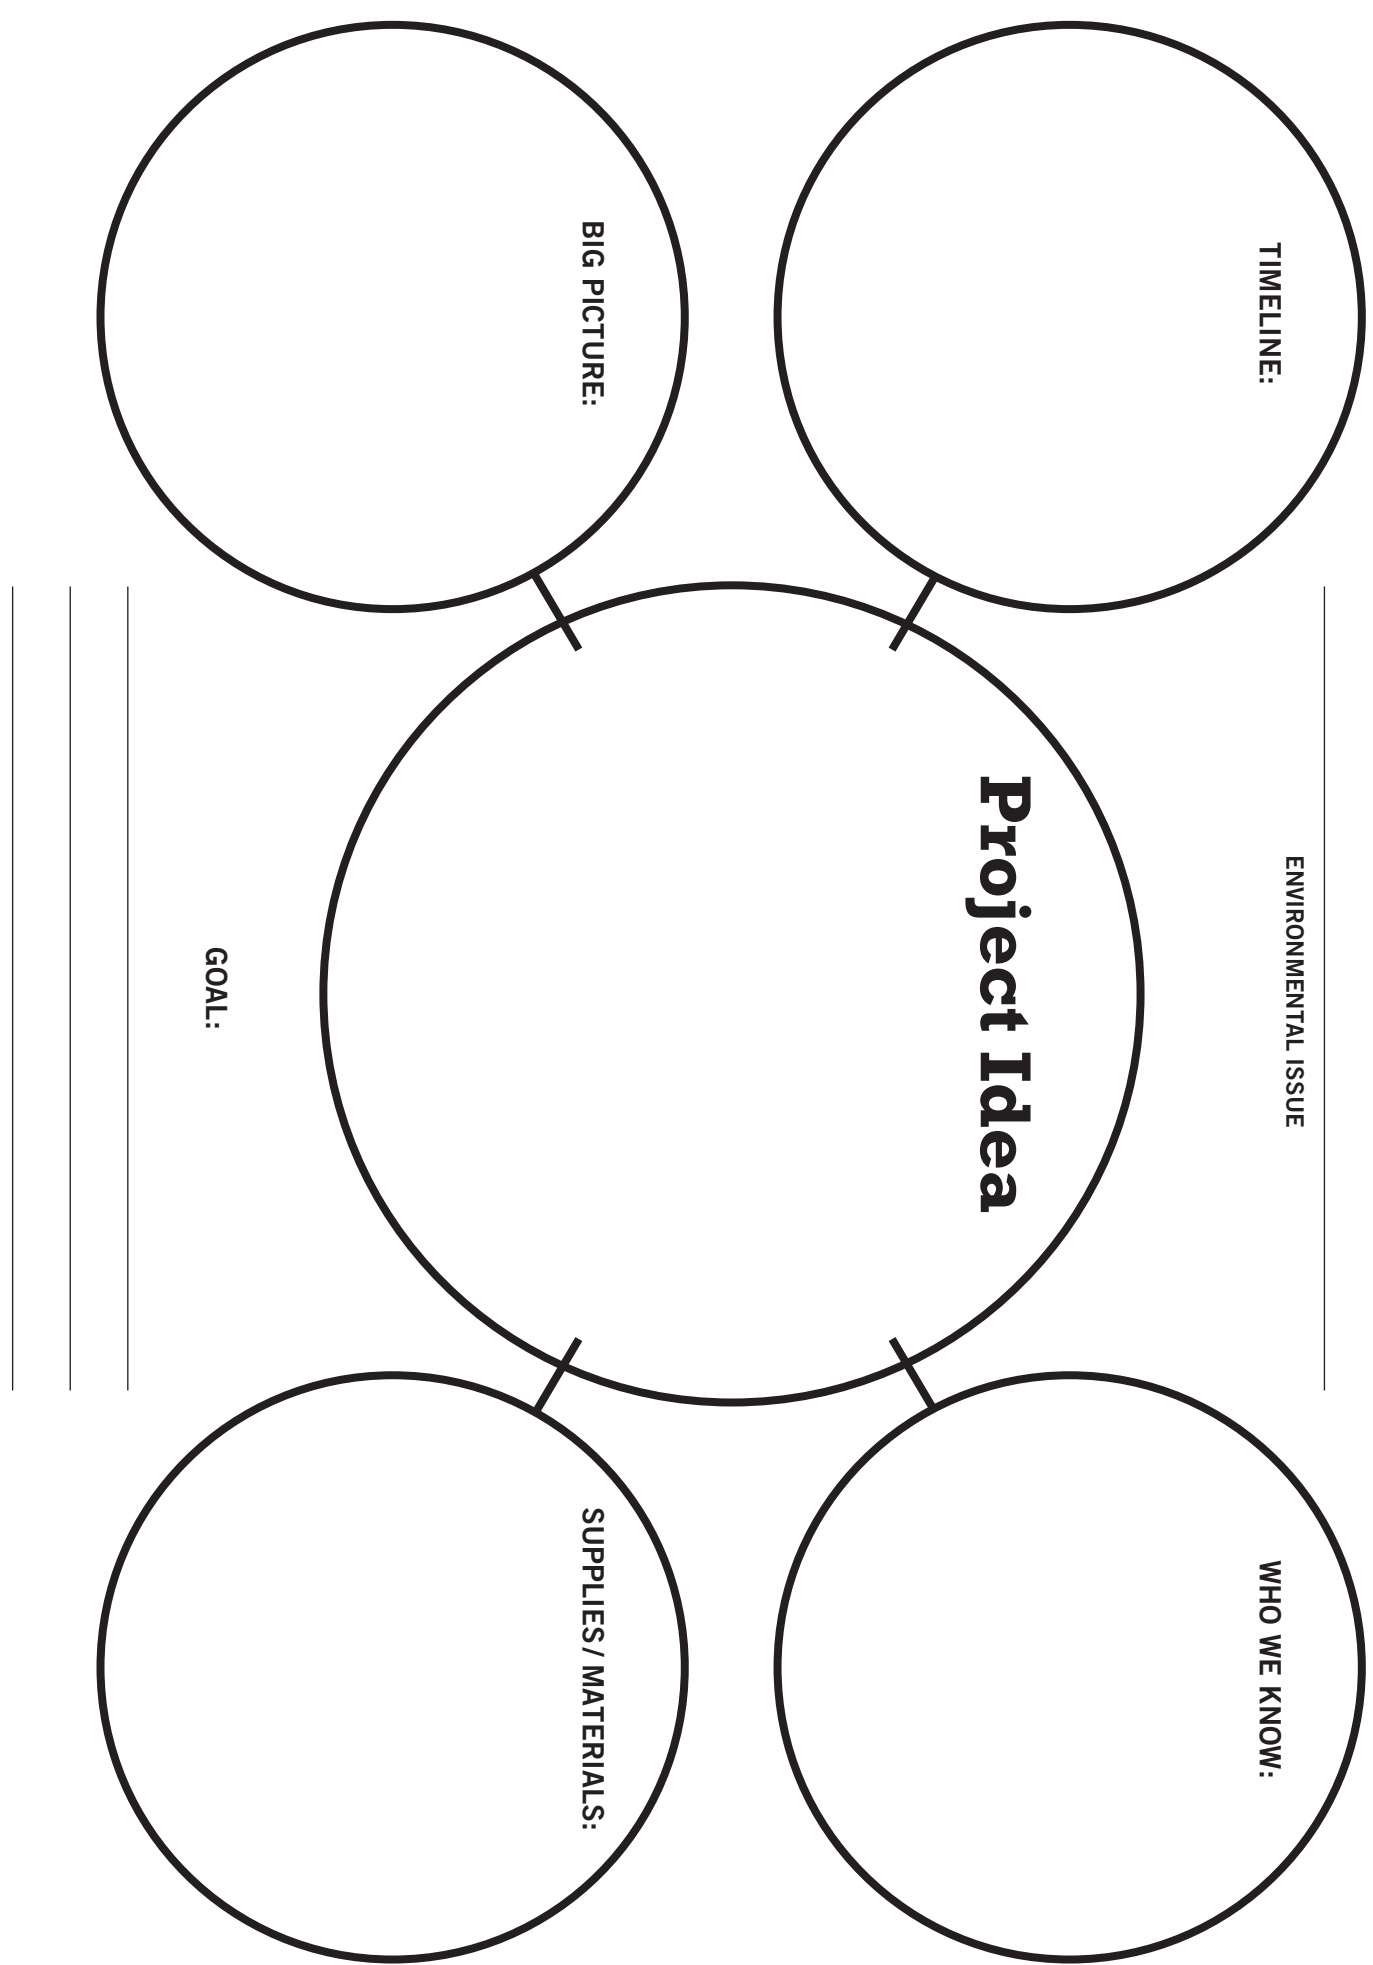 ENVIRONMENTAL ISSUE
TIMELINE:
WHO WE KNOW:
Project Idea
BIG PICTURE:
SUPPLIES/ MATERIALS:
GOAL: